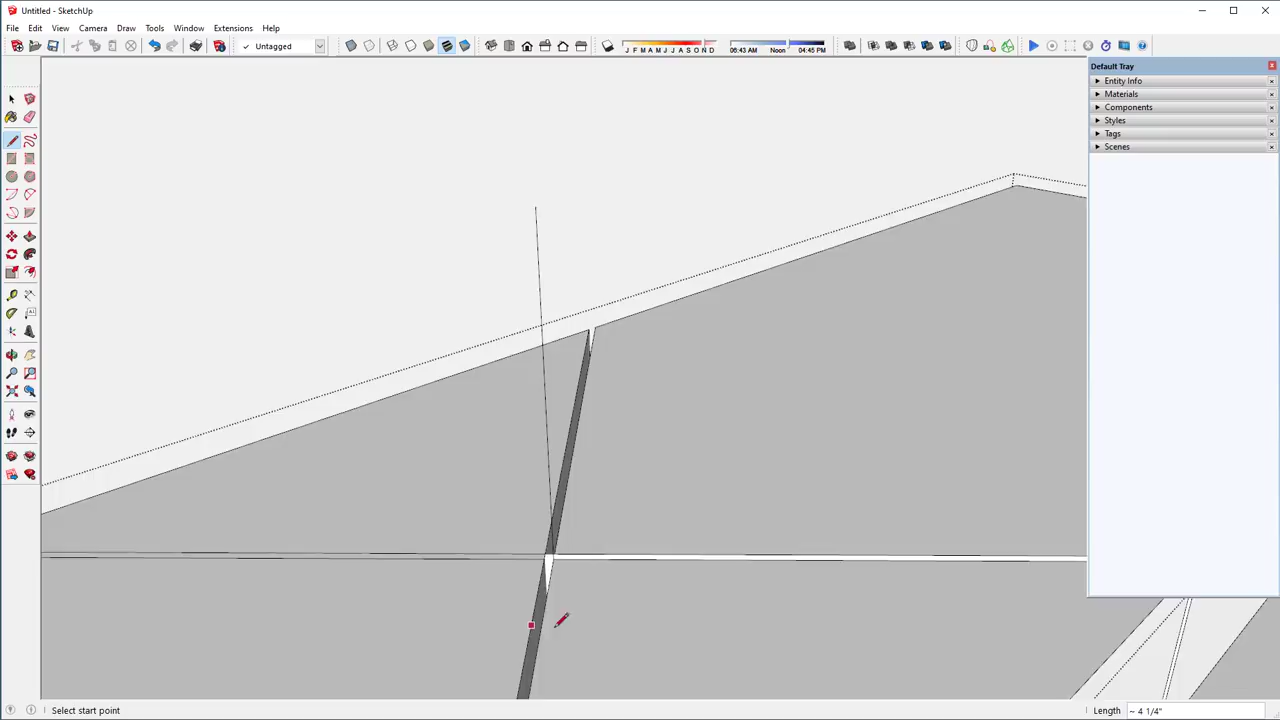 Untitled - SketchUp
File Edit View Camera Draw Tools Window Extensions Help
✓ Untagged
J F M A M J J A S O N D
06:43 AM Noon 04:45 PM
Default Tray
Entity Info
Materials
Components
Styles
Tags
Scenes
Select start point
Length ~ 4 1/4"